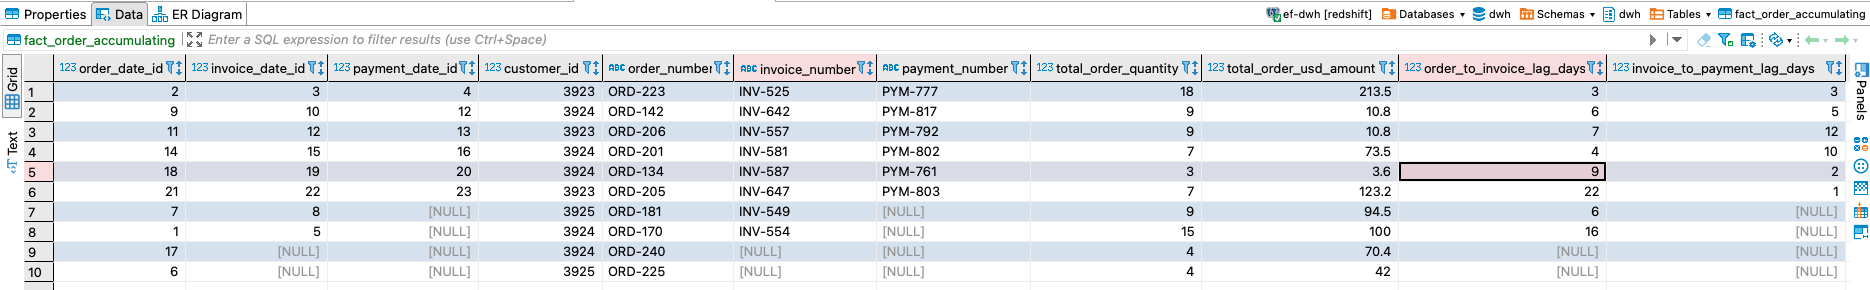 Properties Data ER Diagram ef-dwh [redshift] Databases dwh Schemas dwh Tables fact_order_accumulating
fact_order_accumulating Enter a SQL expression to filter results (use Ctrl+Space)
Grid
Text
Panels
123 order_date_id 123 invoice_date_id 123 payment_date_id 123 customer_id ABC order_number ABC invoice_number ABC payment_number 123 total_order_quantity 123 total_order_usd_amount 123 order_to_invoice_lag_days 123 invoice_to_payment_lag_days
1 2 3 4 3923 ORD-223 INV-525 PYM-777 18 213.5 3 3
2 9 10 12 3924 ORD-142 INV-642 PYM-817 9 10.8 6 5
3 11 12 13 3923 ORD-206 INV-557 PYM-792 9 10.8 7 12
4 14 15 16 3924 ORD-201 INV-581 PYM-802 7 73.5 4 10
5 18 19 20 3924 ORD-134 INV-587 PYM-761 3 3.6 9 2
6 21 22 23 3923 ORD-205 INV-647 PYM-803 7 123.2 22 1
7 7 8 [NULL] 3925 ORD-181 INV-549 [NULL] 9 94.5 6 [NULL]
8 1 5 [NULL] 3924 ORD-170 INV-554 [NULL] 15 100 16 [NULL]
9 17 [NULL] [NULL] 3924 ORD-240 [NULL] [NULL] 4 70.4 [NULL] [NULL]
10 6 [NULL] [NULL] 3925 ORD-225 [NULL] [NULL] 4 42 [NULL] [NULL]